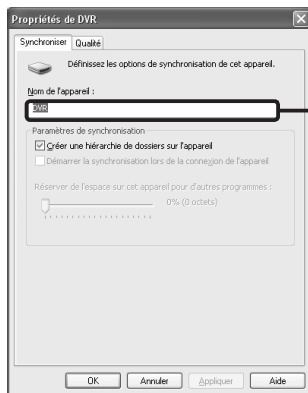 Propriétés de DVR
Synchroniser Qualité
Définissez les options de synchronisation de cet appareil.
Nom de l'appareil :
DVR
Paramètres de synchronisation
Créer une hiérarchie de dossiers sur l'appareil
Démarrer la synchronisation lors de la connexion de l'appareil
Réserver de l'espace sur cet appareil pour d'autres programmes :
0% (0 octets)
OK Annuler Appliquer Aide